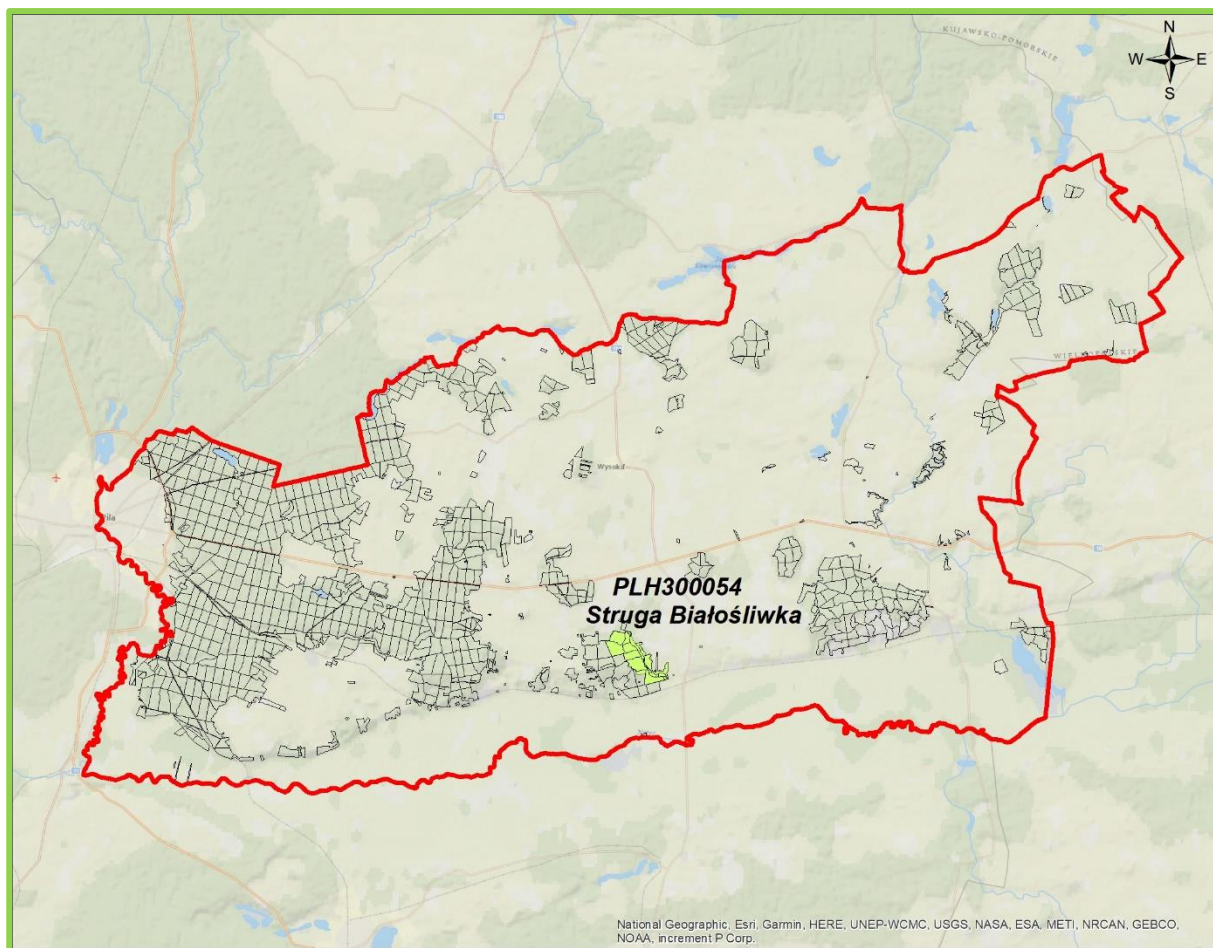 KUJAWSKO-POMORSKIE
N
W
E
S
WIELKOPOLSKIE
Wysoka
PLH300054
Struga Białośliwka
National Geographic, Esri, Garmin, HERE, UNEP-WCMC, USGS, NASA, ESA, METI, NRCAN, GEBCO,
NOAA, increment P Corp.